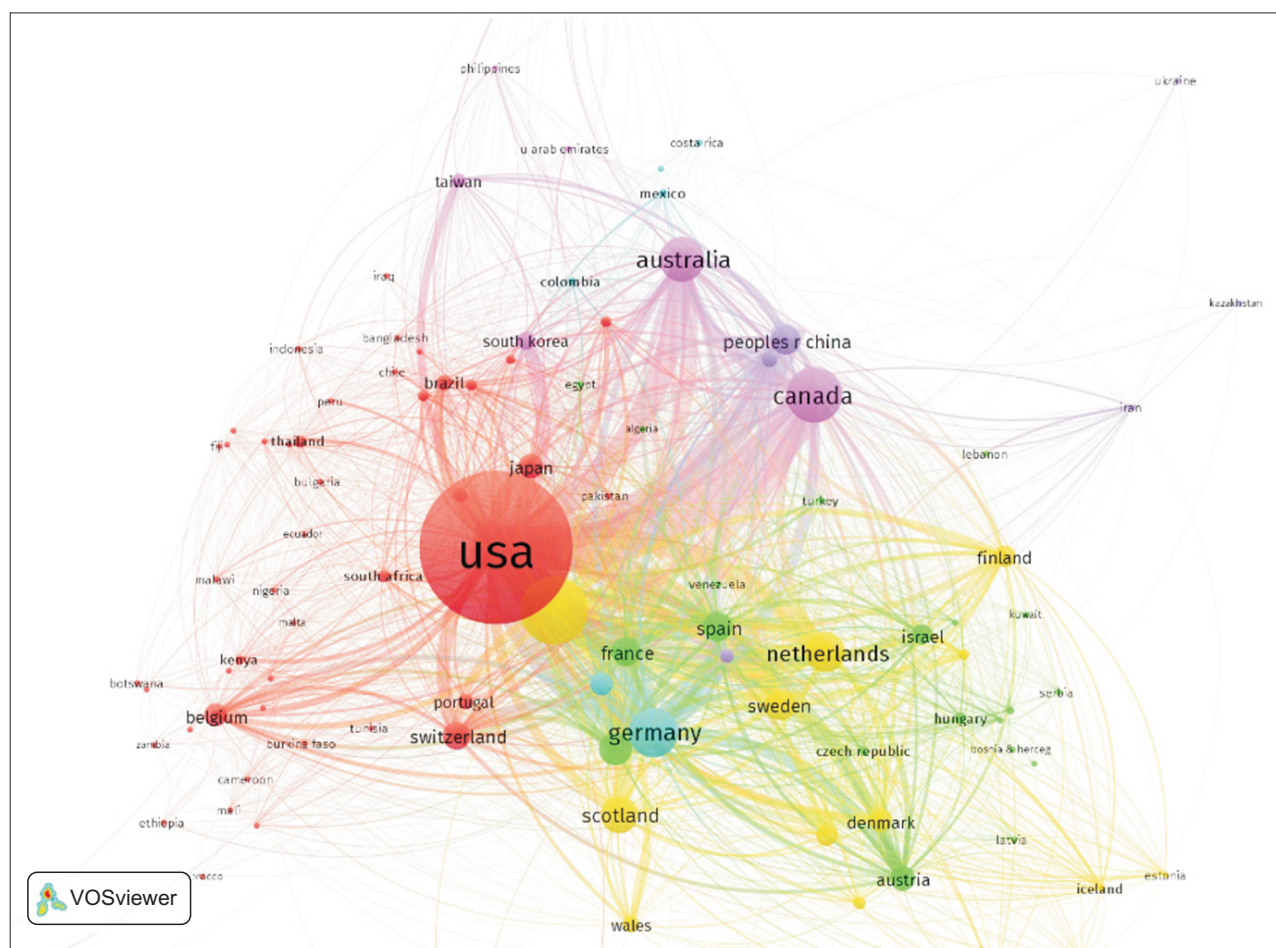 philippines
ukraine
costa rica
u arab emirates
taiwan
mexico
australia
iraq
colombia
kazakhstan
bangladesh
south korea
peoples r china
indonesia
chile
brazil
egypt
canada
peru
iran
algeria
thailand
fiji
lebanon
japan
bulgaria
pakistan
turkey
ecuador
usa
finland
malawi
south africa
nigeria
venezuela
kuwait
malta
spain
israel
france
netherlands
kenya
botswana
serbia
portugal
sweden
belgium
hungary
tunisia
germany
switzerland
zambia
burkina faso
czech republic
bosnia & herceg
cameroon
mali
scotland
ethiopia
denmark
latvia
occo
austria
estonia
iceland
VOSviewer
wales